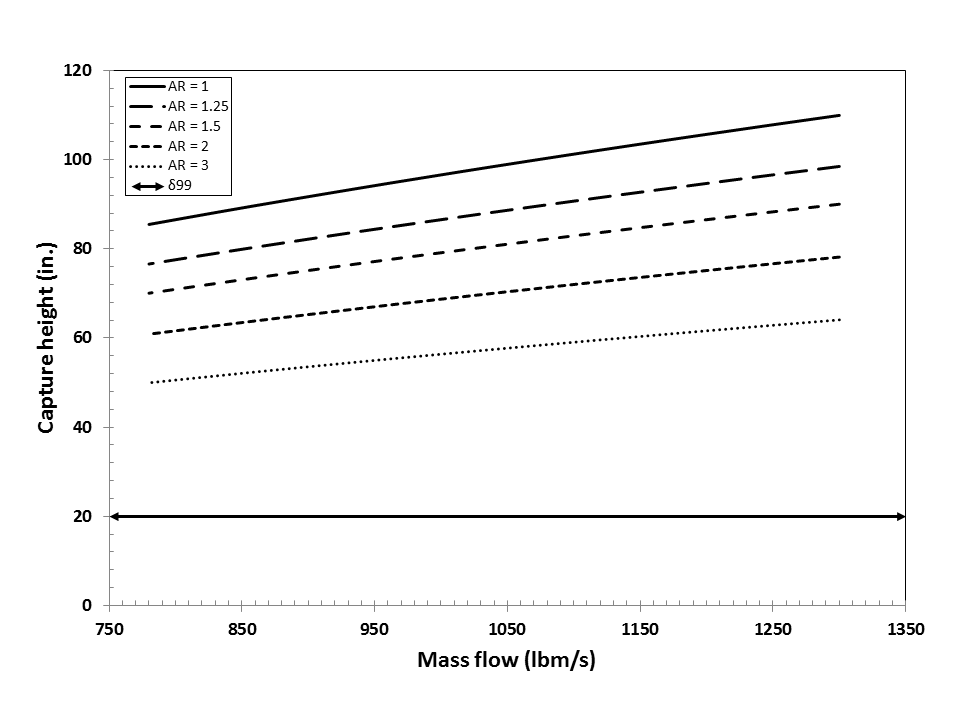 120
100
80
60
40
20
0
AR = 1
AR = 1.25
AR = 1.5
AR = 2
AR = 3
δ99
Capture height (in.)
750 850 950 1050 1150 1250 1350
Mass flow (lbm/s)